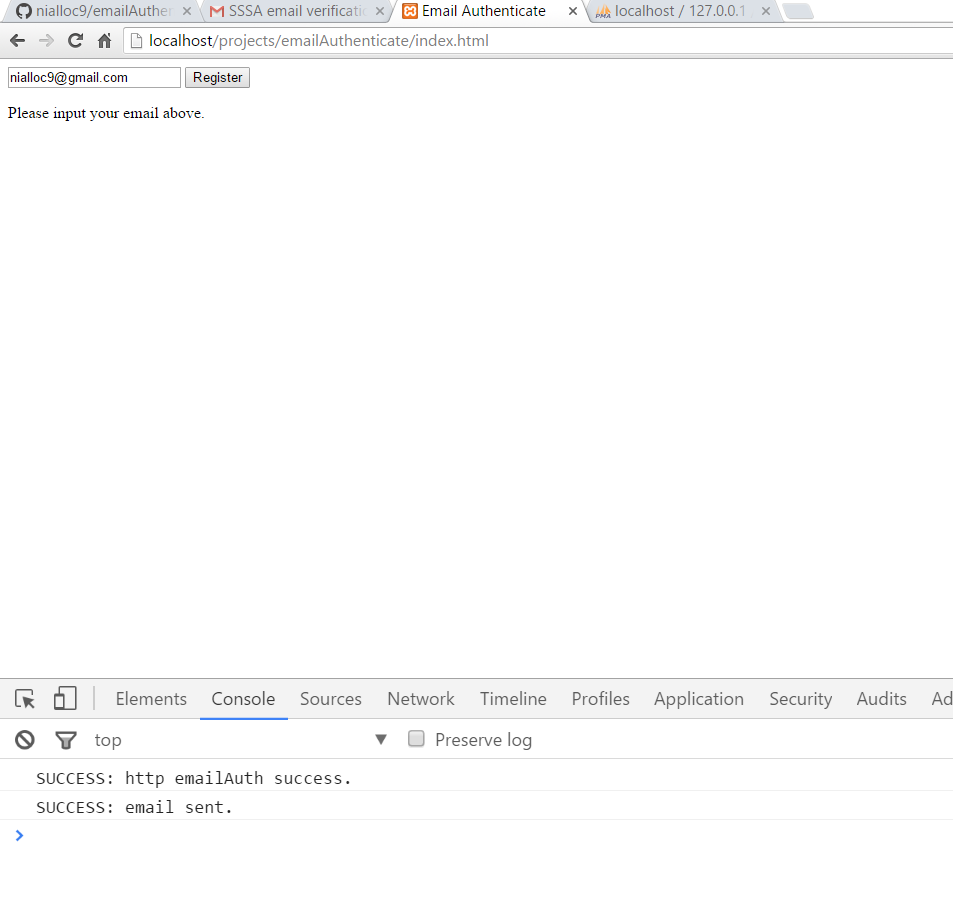 nialloc9/emailAuthen
SSSA email verificatio
Email Authenticate
localhost / 127.0.0.1
localhost/projects/emailAuthenticate/index.html
nialloc9@gmail.com Register
Please input your email above.
Elements Console Sources Network Timeline Profiles Application Security Audits Ad
top Preserve log
SUCCESS: http emailAuth success.
SUCCESS: email sent.